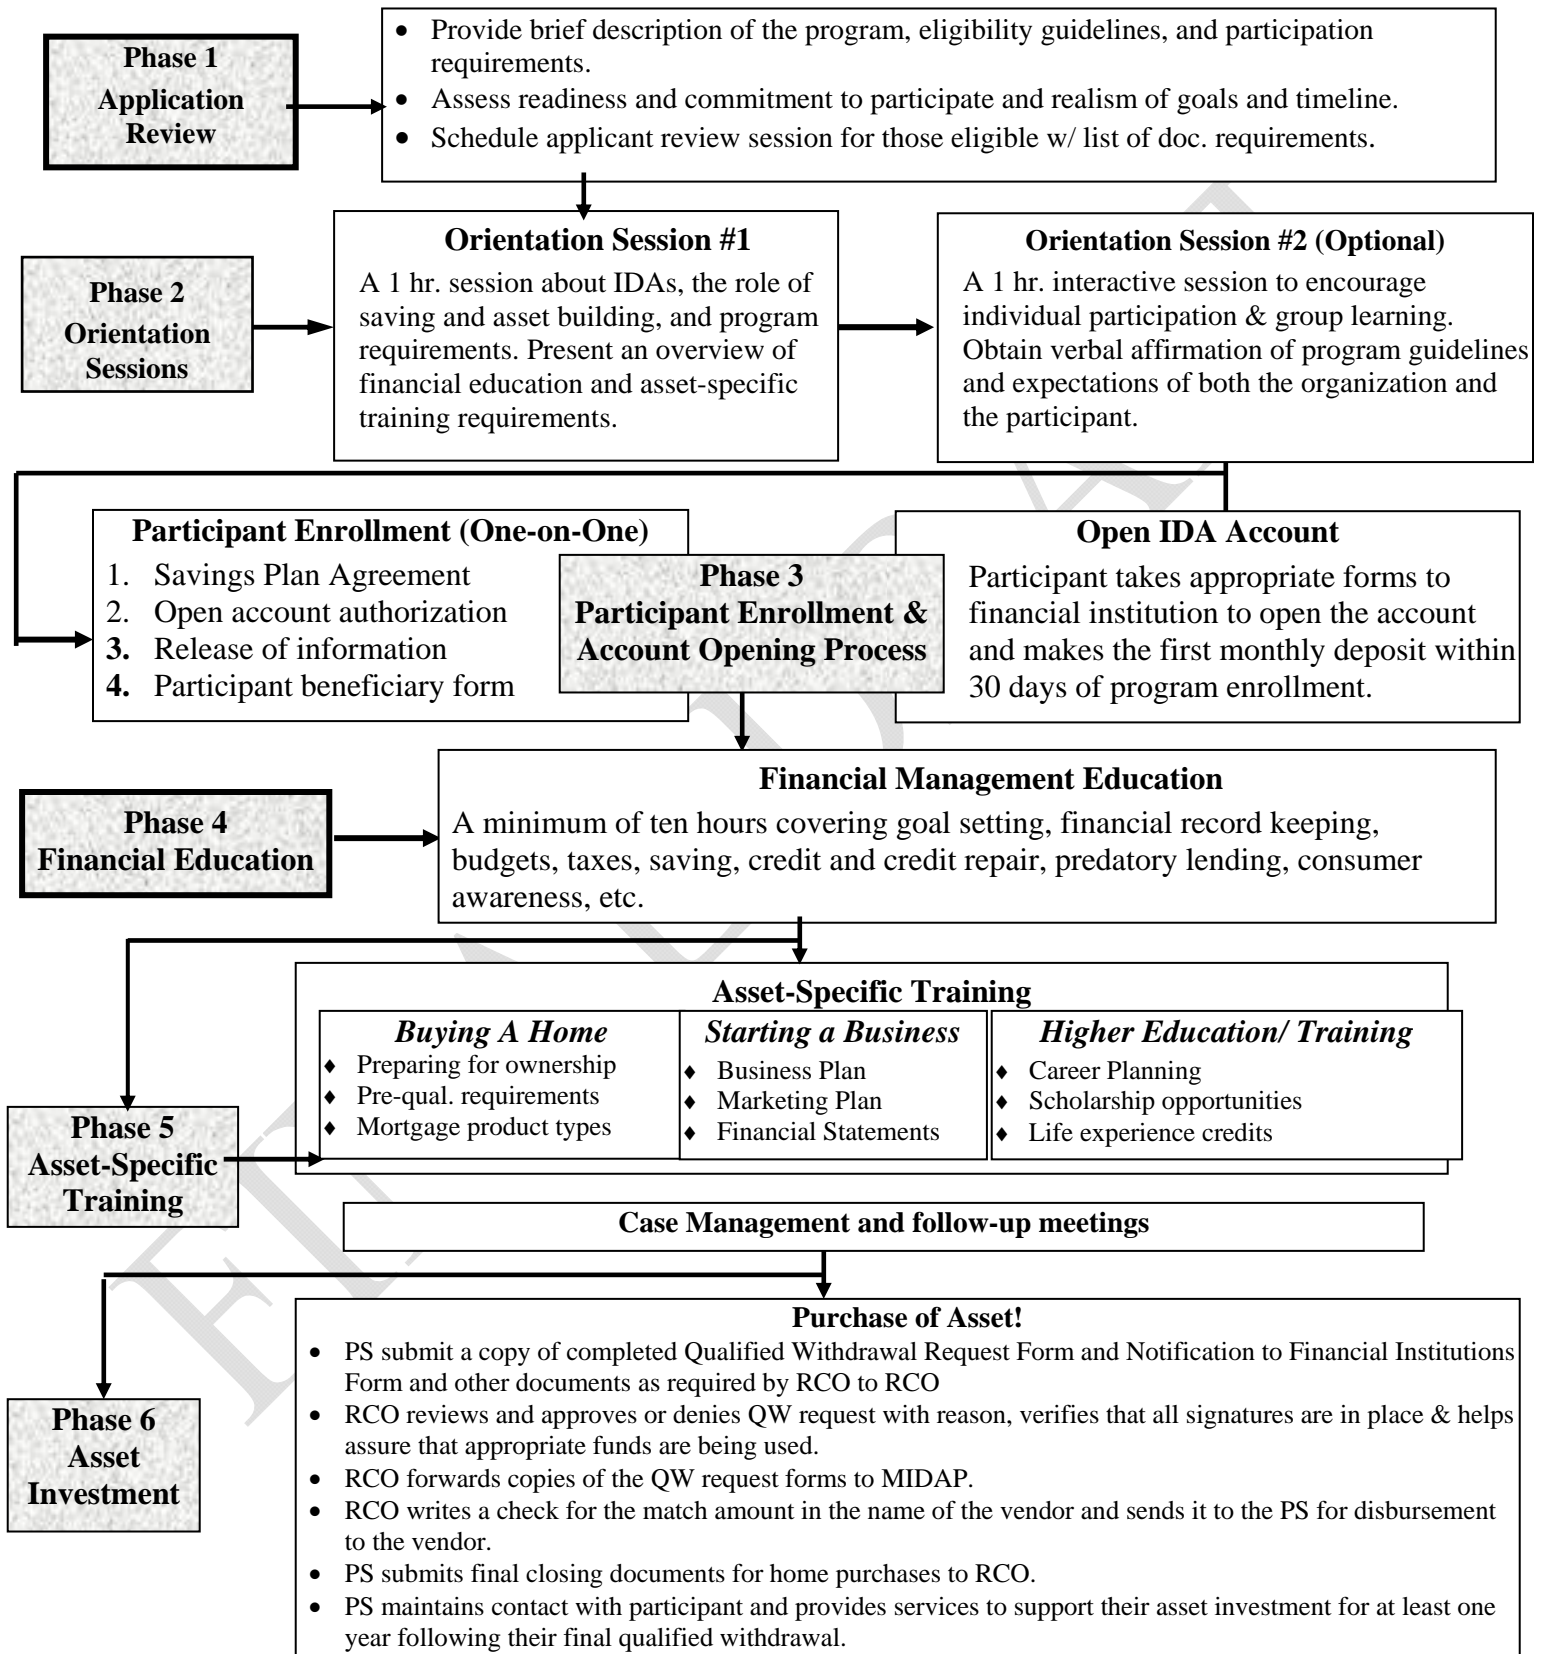 Phase 1
Application
Review
• Provide brief description of the program, eligibility guidelines, and participation
requirements.
• Assess readiness and commitment to participate and realism of goals and timeline.
• Schedule applicant review session for those eligible w/ list of doc. requirements.
Phase 2
Orientation
Sessions
Orientation Session #1
A 1 hr. session about IDAs, the role of
saving and asset building, and program
requirements. Present an overview of
financial education and asset-specific
training requirements.
Orientation Session #2 (Optional)
A 1 hr. interactive session to encourage
individual participation & group learning.
Obtain verbal affirmation of program guidelines
and expectations of both the organization and
the participant.
Participant Enrollment (One-on-One)
1. Savings Plan Agreement
2. Open account authorization
3. Release of information
4. Participant beneficiary form
Phase 3
Participant Enrollment &
Account Opening Process
Open IDA Account
Participant takes appropriate forms to
financial institution to open the account
and makes the first monthly deposit within
30 days of program enrollment.
Phase 4
Financial Education
Financial Management Education
A minimum of ten hours covering goal setting, financial record keeping,
budgets, taxes, saving, credit and credit repair, predatory lending, consumer
awareness, etc.
Phase 5
Asset-Specific
Training
Asset-Specific Training
Buying A Home
♦ Preparing for ownership
♦ Pre-qual. requirements
♦ Mortgage product types
Starting a Business
♦ Business Plan
♦ Marketing Plan
♦ Financial Statements
Higher Education/ Training
♦ Career Planning
♦ Scholarship opportunities
♦ Life experience credits
Case Management and follow-up meetings
Phase 6
Asset
Investment
Purchase of Asset!
• PS submit a copy of completed Qualified Withdrawal Request Form and Notification to Financial Institutions
Form and other documents as required by RCO to RCO
• RCO reviews and approves or denies QW request with reason, verifies that all signatures are in place & helps
assure that appropriate funds are being used.
• RCO forwards copies of the QW request forms to MIDAP.
• RCO writes a check for the match amount in the name of the vendor and sends it to the PS for disbursement
to the vendor.
• PS submits final closing documents for home purchases to RCO.
• PS maintains contact with participant and provides services to support their asset investment for at least one
year following their final qualified withdrawal.